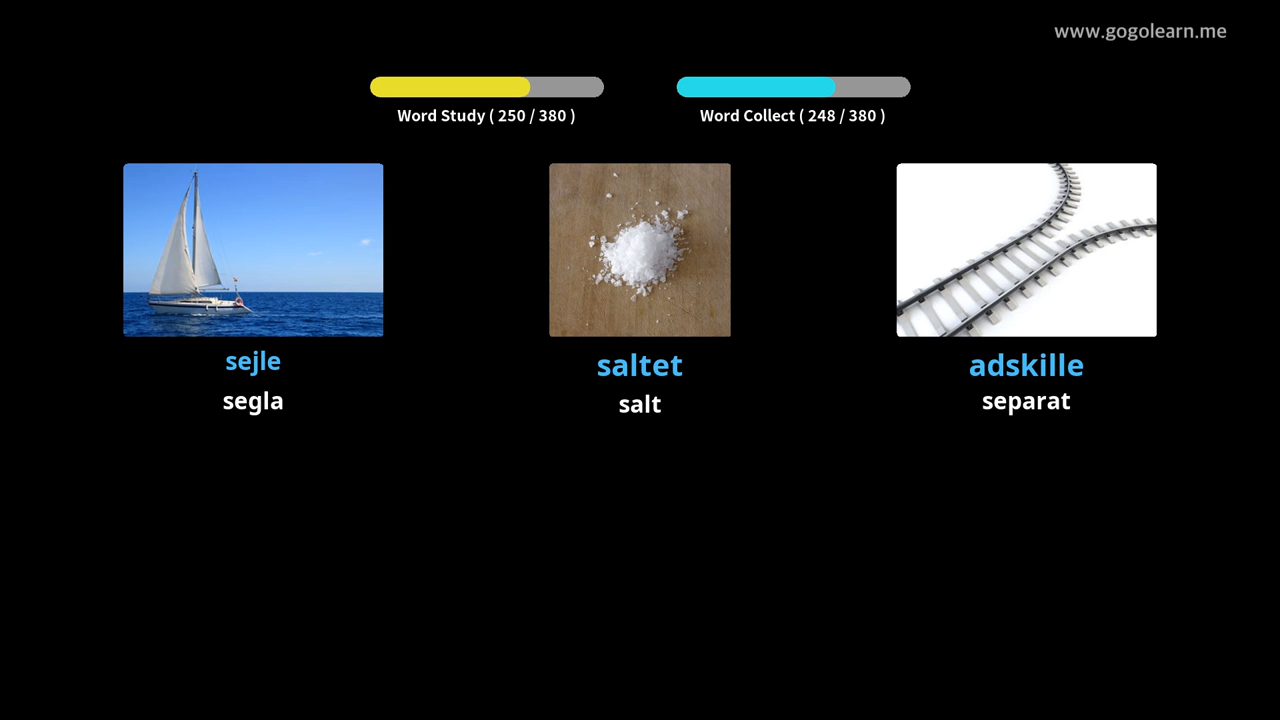 www.gogolearn.me
Word Study ( 250 / 380 )
Word Collect ( 248 / 380 )
sejle
segla
saltet
salt
adskille
separat